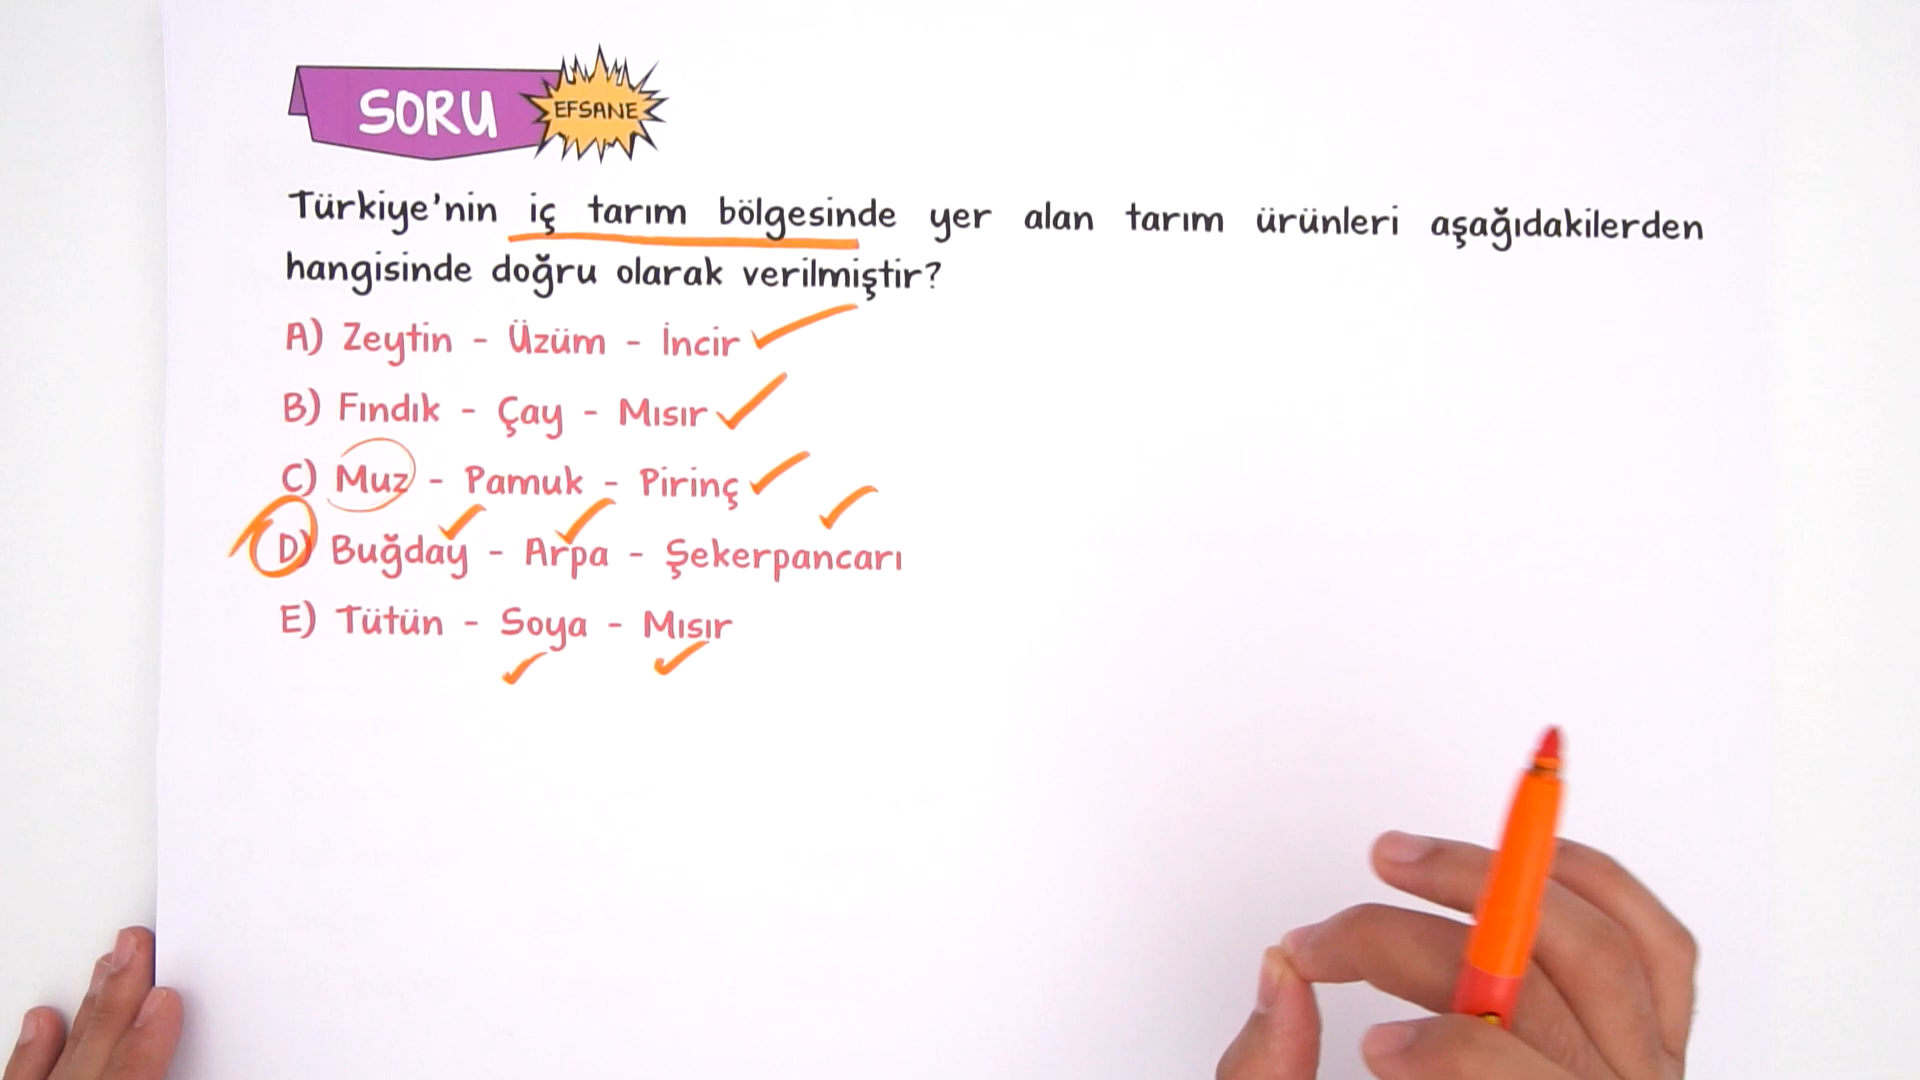 SORU
EFSANE
Türkiye'nin iç tarım bölgesinde yer alan tarım ürünleri aşağıdakilerden
hangisinde doğru olarak verilmiştir?
A) Zeytin - Üzüm - İncir
B) Fındık - Çay - Mısır
C) Muz - Pamuk - Pirinç
D) Buğday - Arpa - Şekerpancarı
E) Tütün - Soya - Mısır